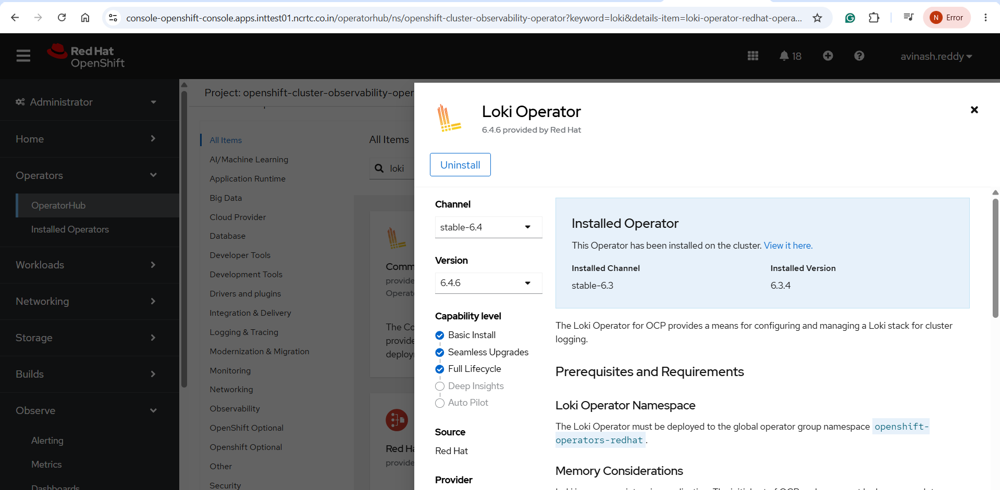 console-openshift-console.apps.inttest01.ncrtc.co.in/operatorhub/ns/openshift-cluster-observability-operator?keyword=loki&details-item=loki-operator-redhat-opera...
N Error
Red Hat
OpenShift
18
avinash.reddy
Administrator
Home
Operators
OperatorHub
Installed Operators
Workloads
Networking
Storage
Builds
Observe
Alerting
Metrics
Dashboards
Project: openshift-cluster-observability-oper
All Items
AI/Machine Learning
Application Runtime
Big Data
Cloud Provider
Database
Developer Tools
Development Tools
Drivers and plugins
Integration & Delivery
Logging & Tracing
Modernization & Migration
Monitoring
Networking
Observability
OpenShift Optional
Openshift Optional
Other
Security
All Items
loki
Comm
provide
Operato
The Co
provide
deploy
Red Ha
provide
Loki Operator
6.4.6 provided by Red Hat
Uninstall
Channel
stable-6.4
Version
6.4.6
Capability level
Basic Install
Seamless Upgrades
Full Lifecycle
Deep Insights
Auto Pilot
Source
Red Hat
Provider
Installed Operator
This Operator has been installed on the cluster. View it here.
Installed Channel
Installed Version
stable-6.3
6.3.4
The Loki Operator for OCP provides a means for configuring and managing a Loki stack for cluster
logging.
Prerequisites and Requirements
Loki Operator Namespace
The Loki Operator must be deployed to the global operator group namespace openshift-
operators-redhat.
Memory Considerations